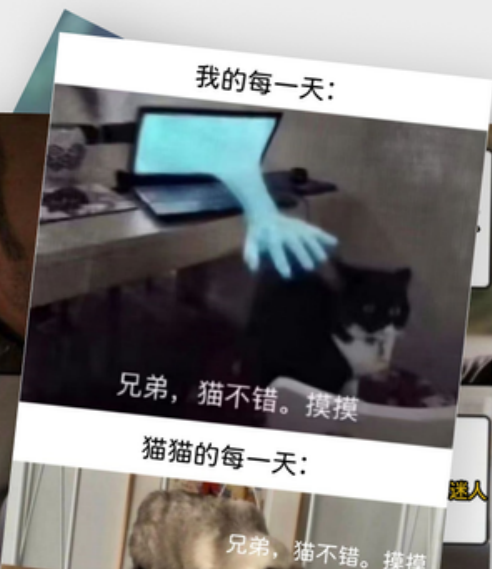 我的每一天：
兄弟，猫不错。摸摸
猫猫的每一天：
迷人
兄弟，猫不错。摸摸